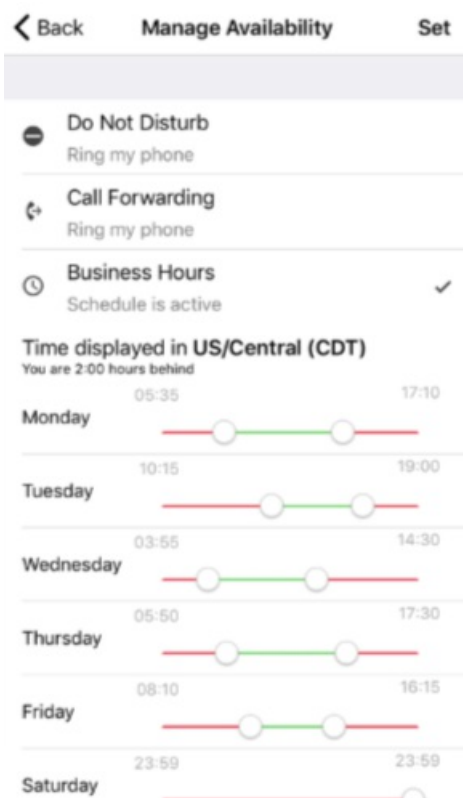 Back Manage Availability Set
Do Not Disturb
Ring my phone
Call Forwarding
Ring my phone
Business Hours
Schedule is active
Time displayed in US/Central (CDT)
You are 2:00 hours behind
05:35 17:10
Monday
10:15 19:00
Tuesday
03:55 14:30
Wednesday
05:50 17:30
Thursday
08:10 16:15
Friday
23:59 23:59
Saturday